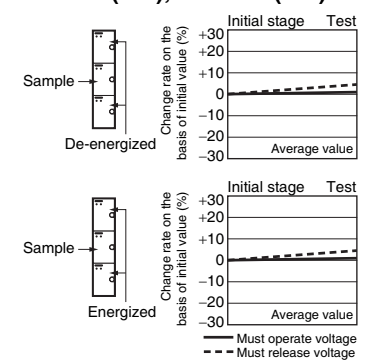 Initial stage Test
Change rate on the
basis of initial value (%)
+30
+20
+10
0
−10
−20
−30
Average value
Sample
De-energized
Initial stage Test
Change rate on the
basis of initial value (%)
+30
+20
+10
0
−10
−20
−30
Average value
Sample
Energized
Must operate voltage
Must release voltage